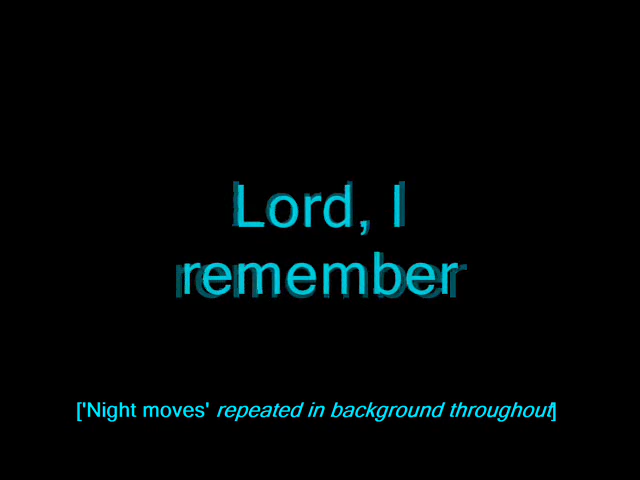 Lord, I
remember
['Night moves' repeated in background throughout]